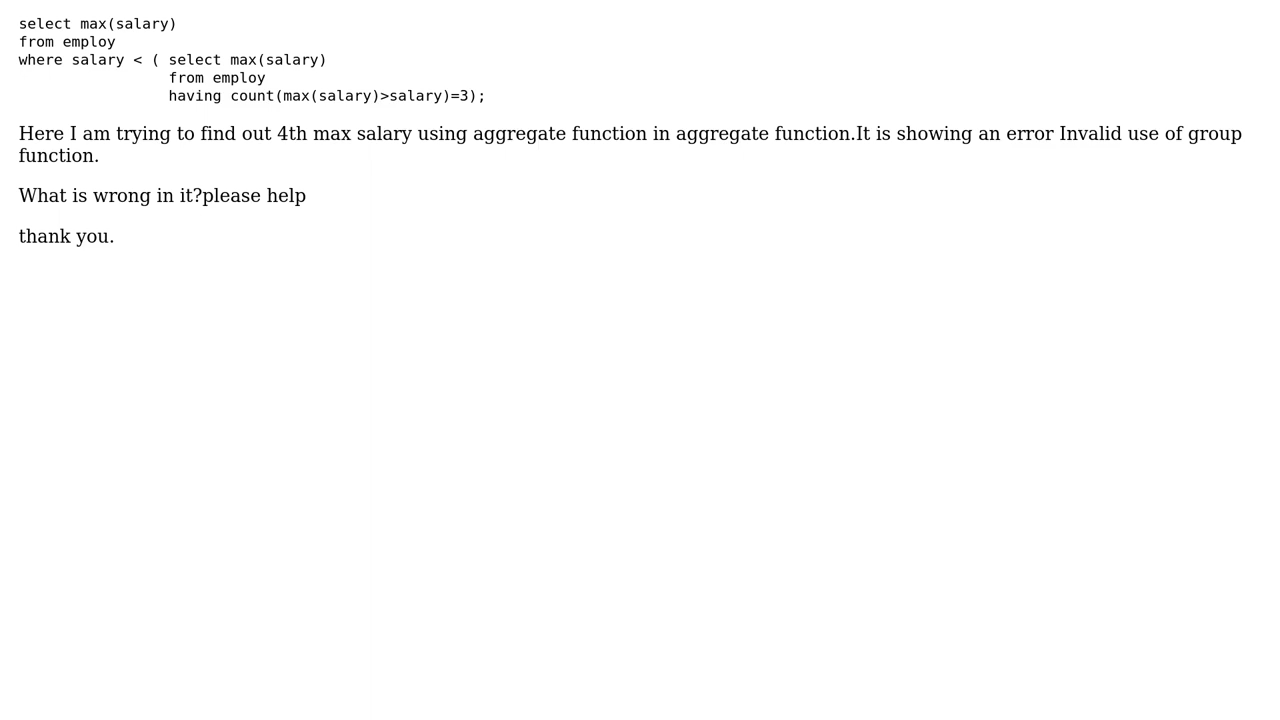 select max(salary)
from employ
where salary < ( select max(salary)
                 from employ
                 having count(max(salary)>salary)=3);
Here I am trying to find out 4th max salary using aggregate function in aggregate function.It is showing an error Invalid use of group
function.
What is wrong in it?please help
thank you.